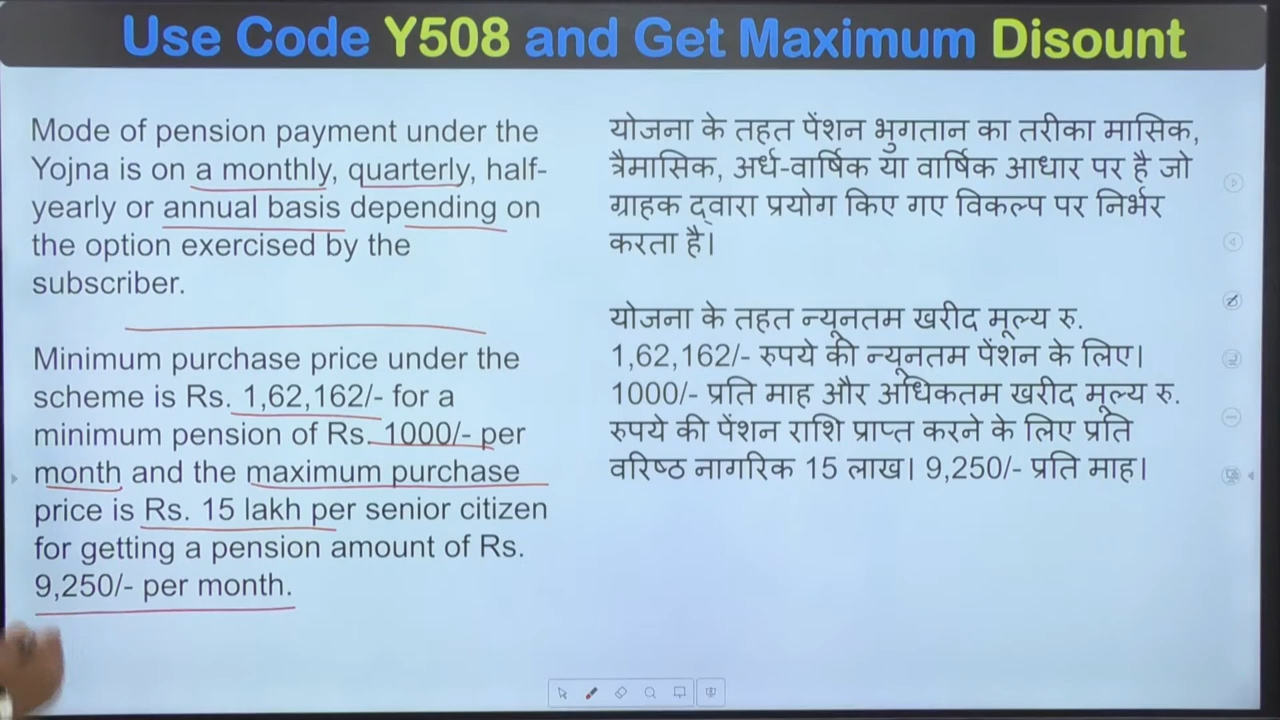 Use Code Y508 and Get Maximum Disount
Mode of pension payment under the
Yojna is on a monthly, quarterly, half-
yearly or annual basis depending on
the option exercised by the
subscriber.
Minimum purchase price under the
scheme is Rs. 1,62,162/- for a
minimum pension of Rs. 1000/- per
month and the maximum purchase
price is Rs. 15 lakh per senior citizen
for getting a pension amount of Rs.
9,250/- per month.
योजना के तहत पेंशन भुगतान का तरीका मासिक,
त्रैमासिक, अर्ध-वार्षिक या वार्षिक आधार पर है जो
ग्राहक द्वारा प्रयोग किए गए विकल्प पर निर्भर
करता है।
योजना के तहत न्यूनतम खरीद मूल्य रु.
1,62,162/- रुपये की न्यूनतम पेंशन के लिए।
1000/- प्रति माह और अधिकतम खरीद मूल्य रु.
रुपये की पेंशन राशि प्राप्त करने के लिए प्रति
वरिष्ठ नागरिक 15 लाख। 9,250/- प्रति माह।